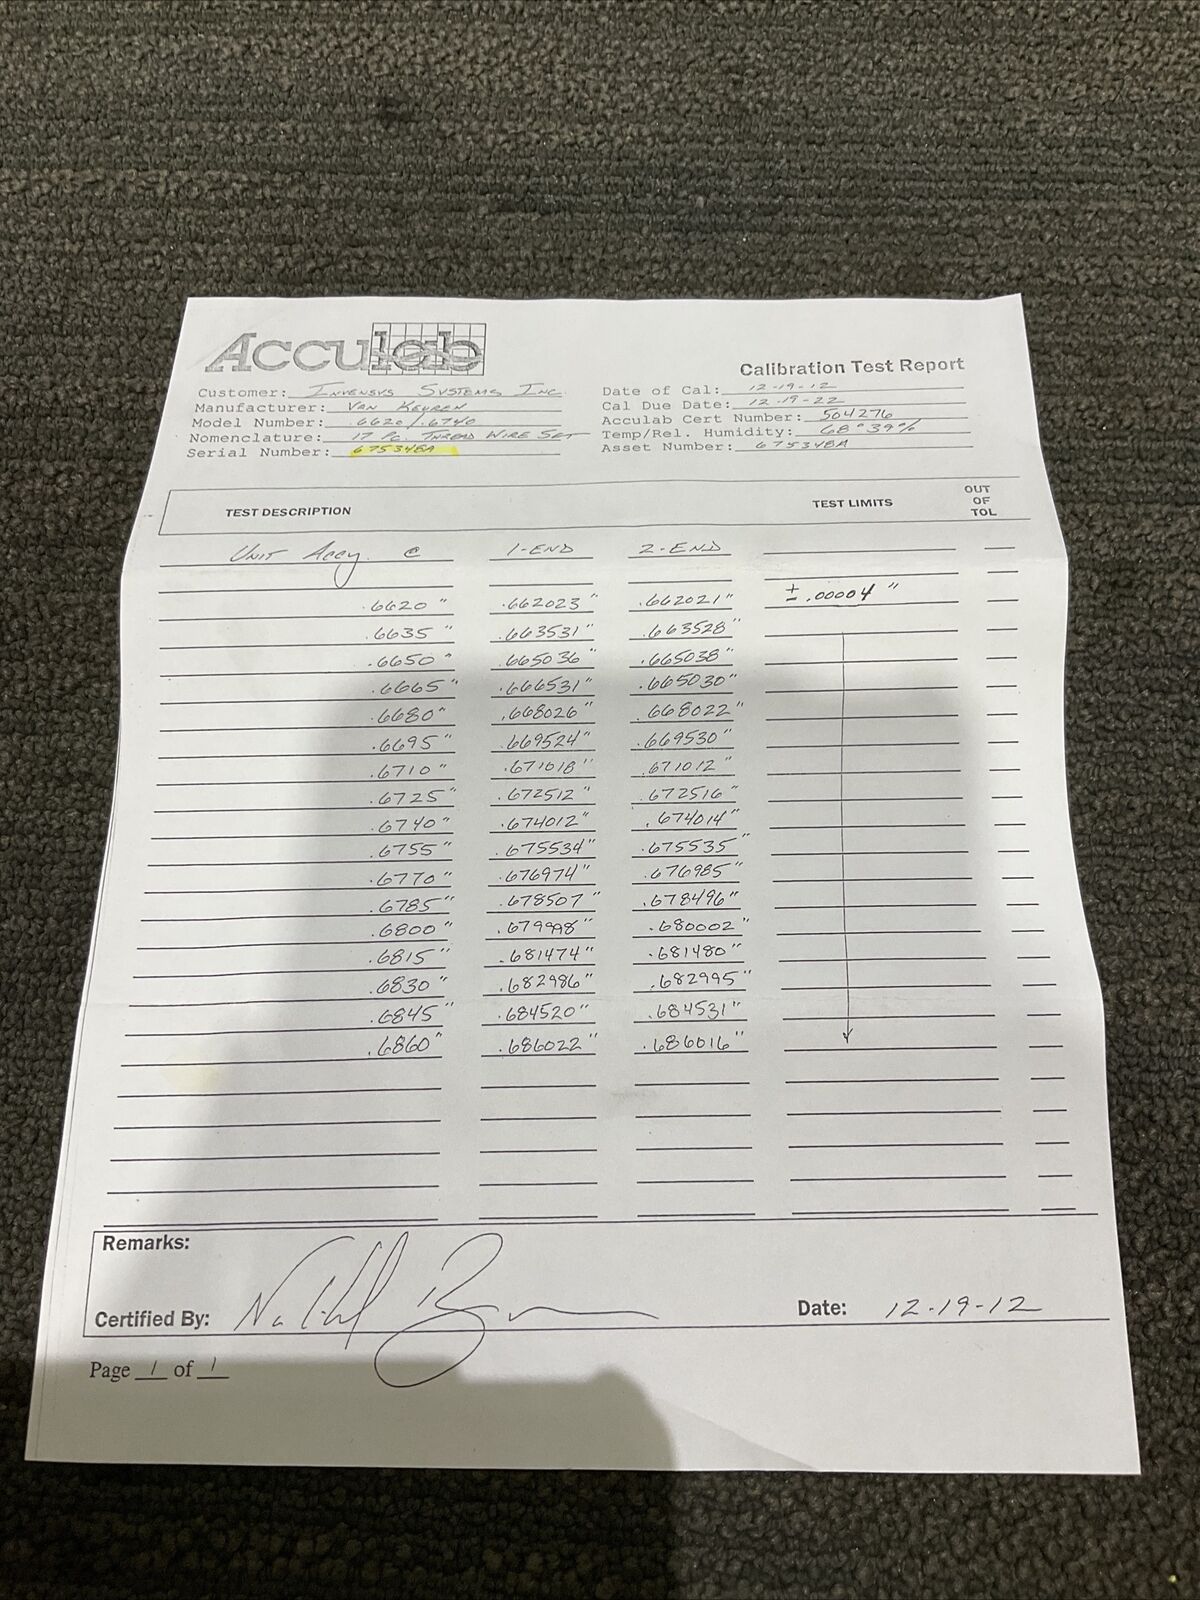 Acculab
Calibration Test Report
Customer: Invensys Systems, Inc.
Manufacturer: Van Keuren
Model Number: .6620/.6740
Nomenclature: 17 Pc. Thread Wire Set
Serial Number: 675348A
Date of Cal: 12-19-12
Cal Due Date: 12-19-22
Acculab Cert Number: 504276
Temp/Rel. Humidity: 68° 39%
Asset Number: 675348A
TEST DESCRIPTION TEST LIMITS OUT OF TOL
Unit Accy. @ 1-END 2-END
.6620" .662023" .662021" ± .00004"
.6635" .663531" .663528"
.6650" .665036" .665038"
.6665" .666531" .665030"
.6680" .668026" .668022"
.6695" .669524" .669530"
.6710" .671018" .671012"
.6725" .672512" .672516"
.6740" .674012" .674014"
.6755" .675534" .675535"
.6770" .676974" .676985"
.6785" .678507" .678496"
.6800" .679998" .680002"
.6815" .681474" .681480"
.6830" .682986" .682995"
.6845" .684520" .684531"
.6860" .686022" .686016"
Remarks:
Certified By: Date: 12-19-12
Page 1 of 1